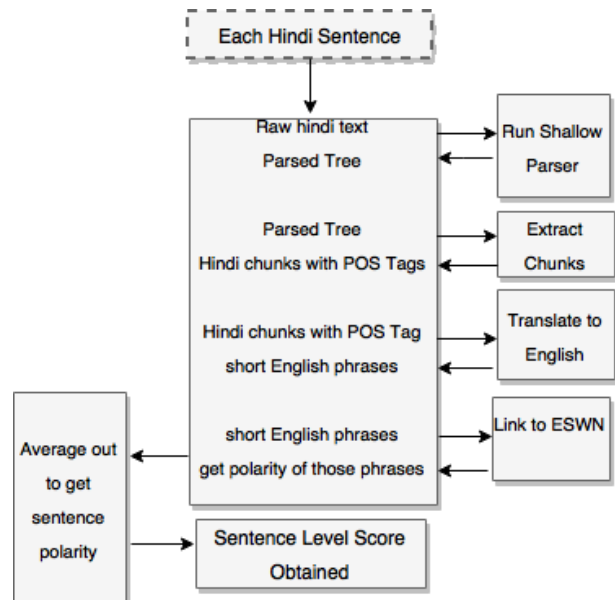 Each Hindi Sentence
Raw hindi text
Parsed Tree
Run Shallow
Parser
Parsed Tree
Hindi chunks with POS Tags
Extract
Chunks
Hindi chunks with POS Tag
short English phrases
Translate to
English
short English phrases
get polarity of those phrases
Link to ESWN
Average out
to get
sentence
polarity
Sentence Level Score
Obtained